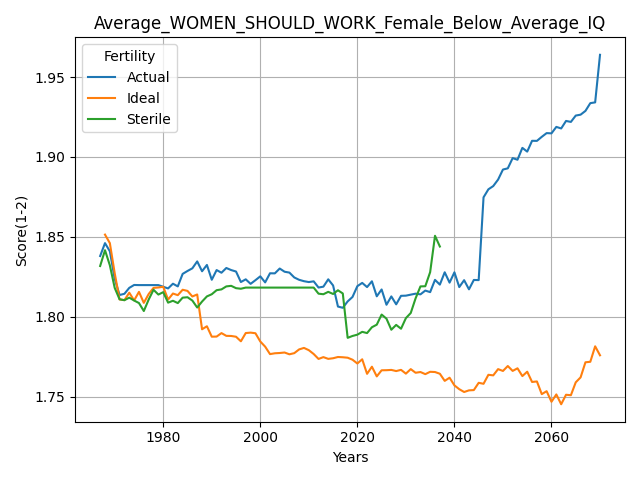 Average_WOMEN_SHOULD_WORK_Female_Below_Average_IQ
Fertility
Actual
Ideal
Sterile
Score(1-2)
1.95
1.90
1.85
1.80
1.75
1980
2000
2020
2040
2060
Years